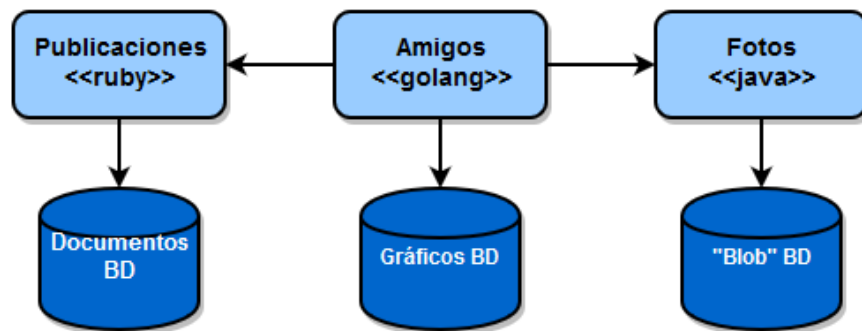 Publicaciones
<<ruby>>
Amigos
<<golang>>
Fotos
<<java>>
Documentos
BD
Gráficos BD
"Blob" BD